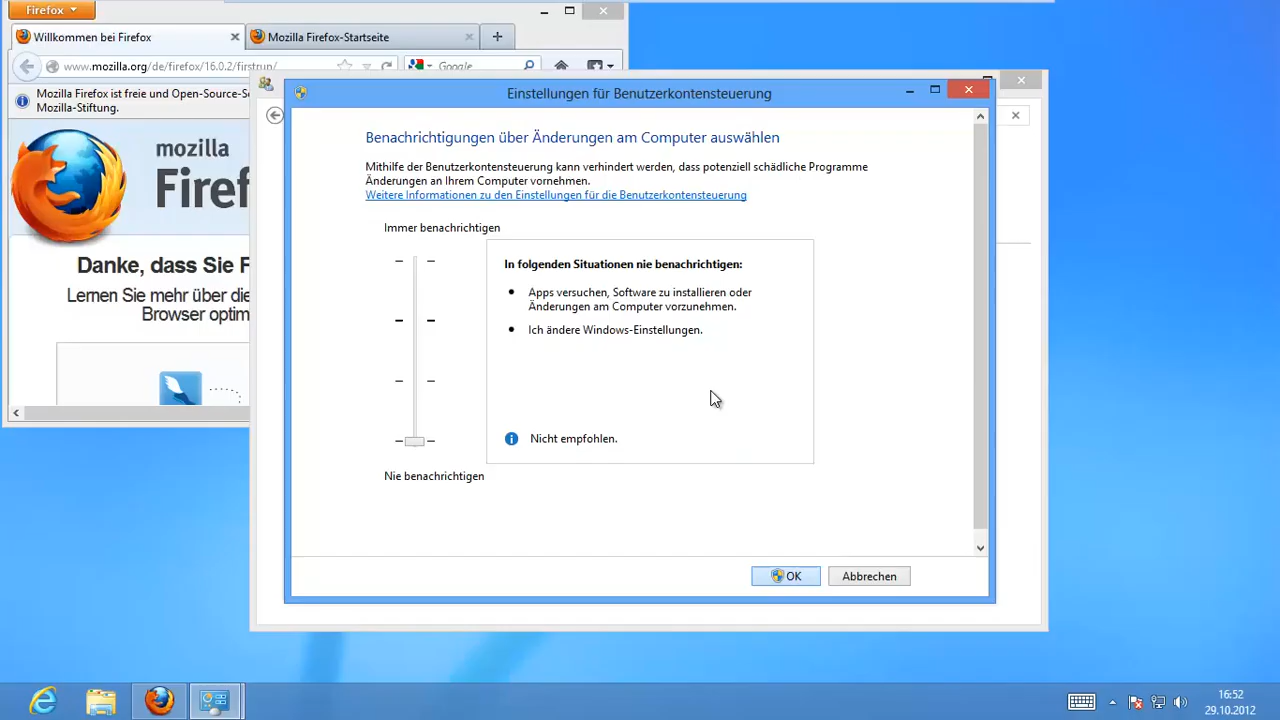 Firefox
Willkommen bei Firefox
Mozilla Firefox-Startseite
www.mozilla.org/de/firefox/16.0.2/firstrun/
Google
Mozilla Firefox ist freie und Open-Source-So
Mozilla-Stiftung.
mozilla
Firef
Danke, dass Sie F
Lernen Sie mehr über die
Browser optim
Einstellungen für Benutzerkontensteuerung
Benachrichtigungen über Änderungen am Computer auswählen
Mithilfe der Benutzerkontensteuerung kann verhindert werden, dass potenziell schädliche Programme
Änderungen an Ihrem Computer vornehmen.
Weitere Informationen zu den Einstellungen für die Benutzerkontensteuerung
Immer benachrichtigen
In folgenden Situationen nie benachrichtigen:
Apps versuchen, Software zu installieren oder
Änderungen am Computer vorzunehmen.
Ich ändere Windows-Einstellungen.
Nicht empfohlen.
Nie benachrichtigen
OK
Abbrechen
16:52
29.10.2012